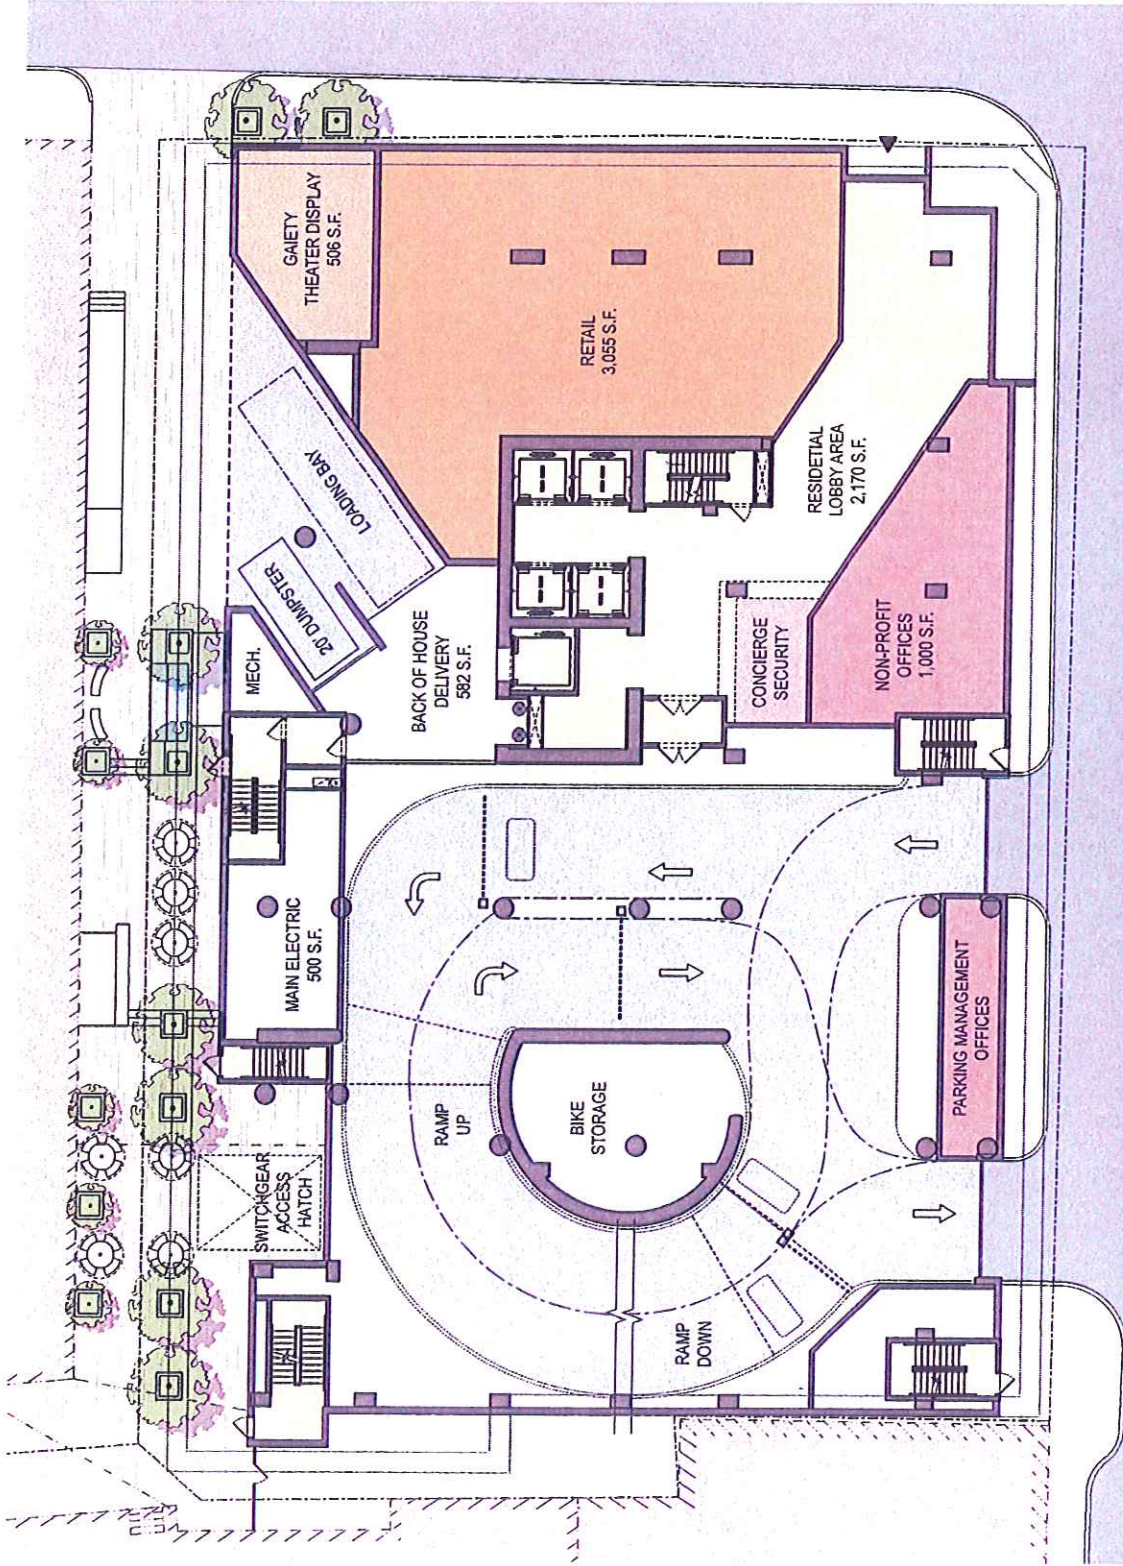 GAIETY
THEATER DISPLAY
506 S.F.
RETAIL
3,055 S.F.
LOADING BAY
20' DUMPSTER
MECH.
BACK OF HOUSE
DELIVERY
582 S.F.
RESIDETIAL
LOBBY AREA
2,170 S.F.
CONCIERGE
SECURITY
NON-PROFIT
OFFICES
1,000 S.F.
MAIN ELECTRIC
500 S.F.
RAMP
UP
BIKE
STORAGE
PARKING MANAGEMENT
OFFICES
SWITCHGEAR
ACCESS
HATCH
RAMP
DOWN